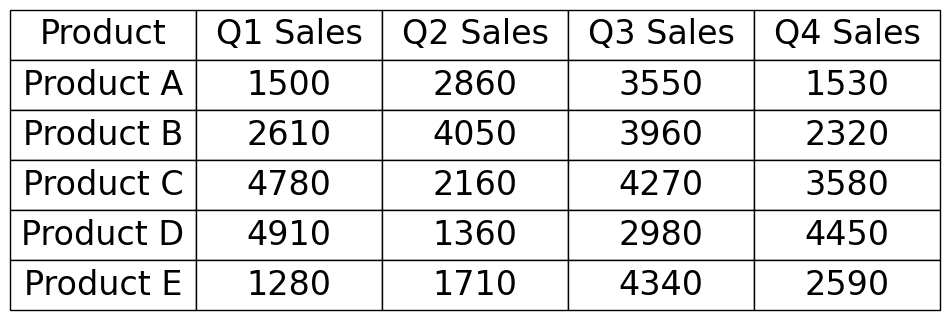 Product Q1 Sales Q2 Sales Q3 Sales Q4 Sales
Product A 1500 2860 3550 1530
Product B 2610 4050 3960 2320
Product C 4780 2160 4270 3580
Product D 4910 1360 2980 4450
Product E 1280 1710 4340 2590